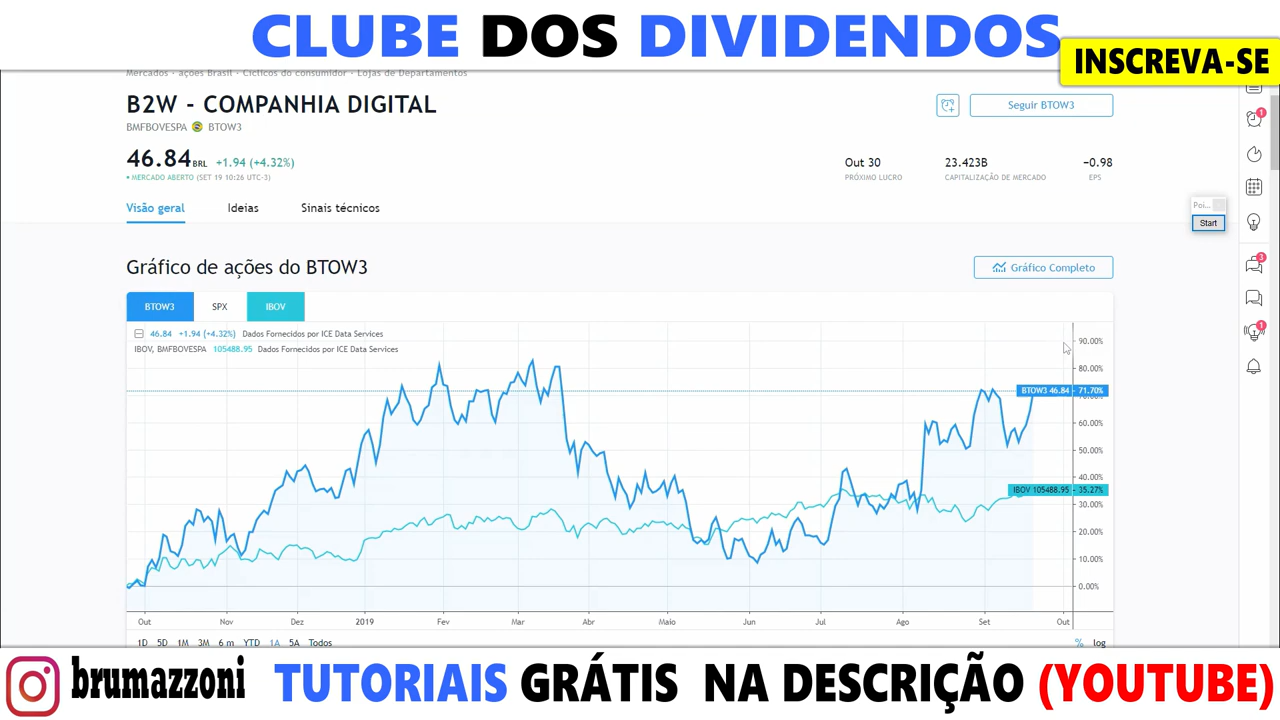 CLUBE DOS DIVIDENDOS
INSCREVA-SE
Mercados · ações Brasil · Cíclicos do consumidor · Lojas de Departamentos
B2W - COMPANHIA DIGITAL
Seguir BTOW3
BMFBOVESPA BTOW3
46.84 BRL +1.94 (+4.32%)
MERCADO ABERTO (SET 19 10:26 UTC-3)
Out 30 23.423B −0.98
PRÓXIMO LUCRO CAPITALIZAÇÃO DE MERCADO EPS
Visão geral Ideias Sinais técnicos
Poi...
Start
1
3
1
Gráfico de ações do BTOW3
Gráfico Completo
BTOW3 SPX IBOV
46.84 +1.94 (+4.32%) Dados Fornecidos por ICE Data Services
IBOV, BMFBOVESPA 105488.95 Dados Fornecidos por ICE Data Services
90.00%
80.00%
BTOW3 46.84 71.70%
60.00%
50.00%
40.00%
IBOV 105488.95 35.27%
30.00%
20.00%
10.00%
0.00%
Out Nov Dez 2019 Fev Mar Abr Maio Jun Jul Ago Set Out
1D 5D 1M 3M 6 m YTD 1A 5A Todos
% log
brumazzoni
TUTORIAIS GRÁTIS NA DESCRIÇÃO (YOUTUBE)